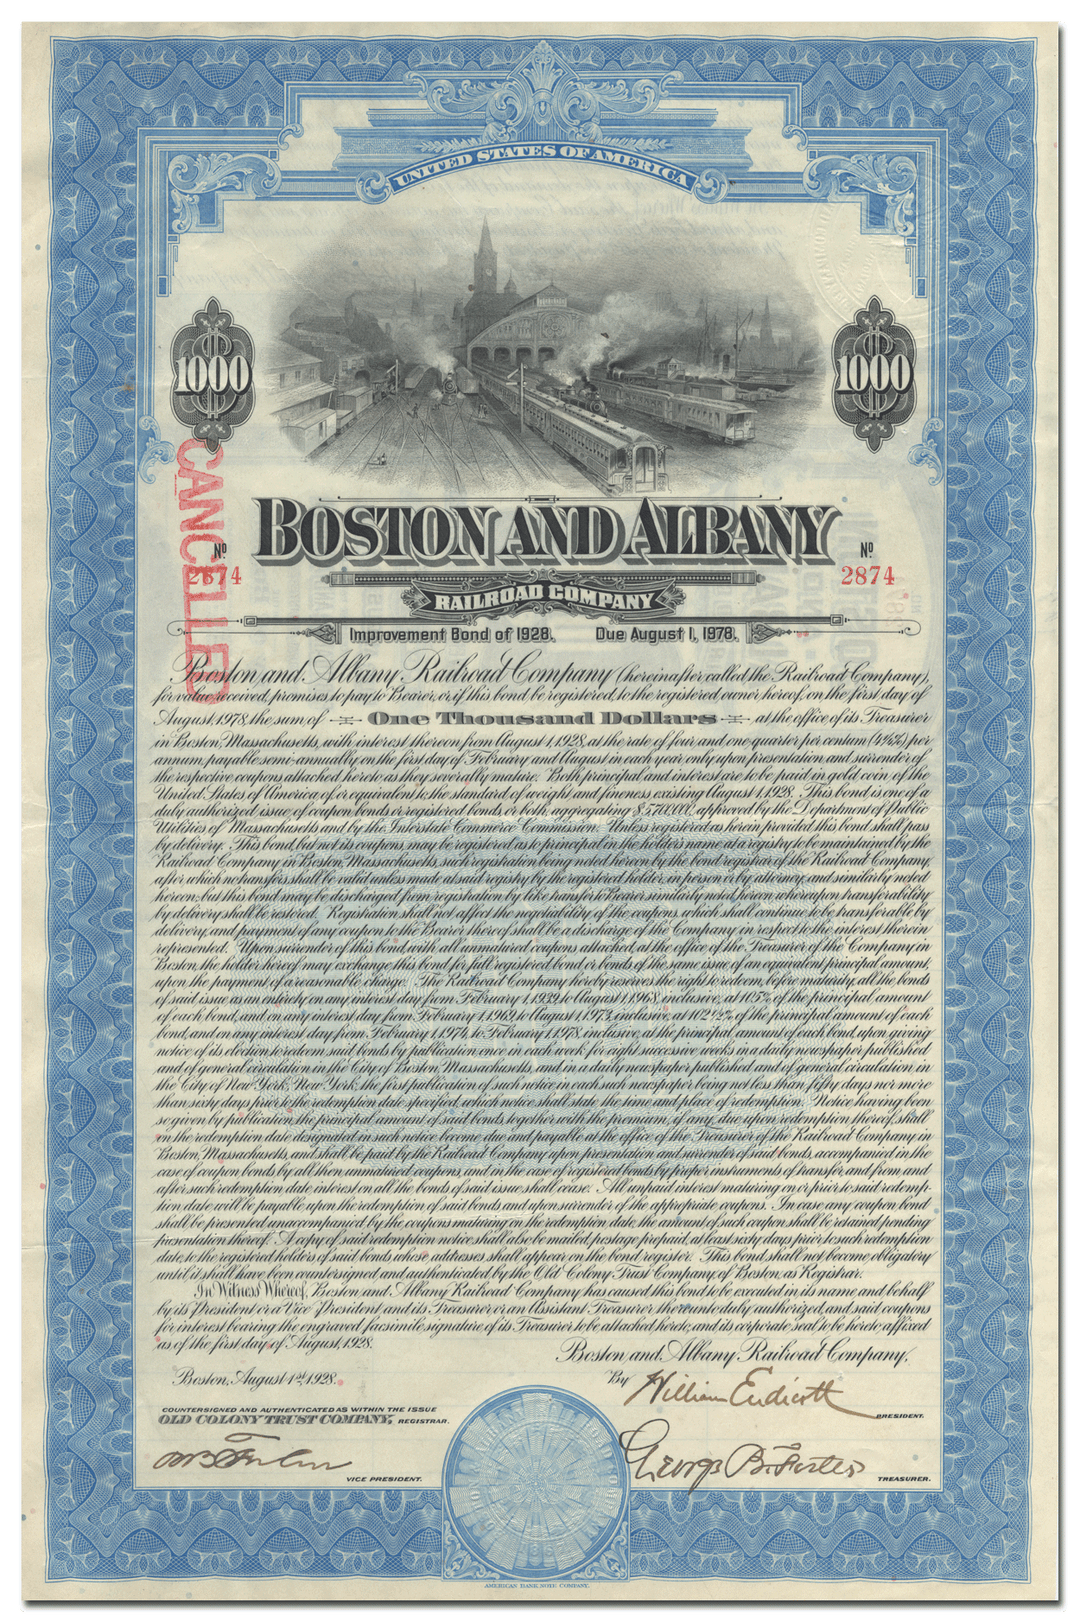 UNITED STATES OF AMERICA
1000 1000
CANCELLED
BOSTON AND ALBANY
Nº 2874 Nº 2874
RAILROAD COMPANY
Improvement Bond of 1928. Due August 1, 1978.
Boston and Albany Railroad Company (hereinafter called the Railroad Company),
for value received, promises to pay to Bearer, or if this bond be registered, to the registered owner hereof, on the first day of
August, 1978, the sum of One Thousand Dollars at the office of its Treasurer
in Boston, Massachusetts, with interest thereon from August 1, 1928, at the rate of four and one-quarter per centum (4¼%) per
annum, payable semi-annually on the first day of February and August in each year only upon presentation and surrender of
the respective coupons attached hereto as they severally mature. Both principal and interest are to be paid in gold coin of the
United States of America of or equivalent to the standard of weight and fineness existing August 1, 1928. This bond is one of a
duly authorized issue of coupon bonds or registered bonds, or both, aggregating $5,700,000, approved by the Department of Public
Utilities of Massachusetts and by the Interstate Commerce Commission. Unless registered as herein provided this bond shall pass
by delivery. This bond, but not its coupons, may be registered as to principal in the holder's name at a registry to be maintained by the
Railroad Company in Boston, Massachusetts, such registration being noted hereon by the bond registrar of the Railroad Company,
after which no transfer shall be valid unless made at said registry by the registered holder, in person or by attorney, and similarly noted
hereon; but this bond may be discharged from registration by like transfer to Bearer similarly noted hereon, whereupon transferability
by delivery shall be restored. Registration shall not affect the negotiability of the coupons, which shall continue to be transferable by
delivery, and payment of any coupon to the Bearer thereof shall be a discharge of the Company in respect to the interest therein
represented. Upon surrender of this bond with all unmatured coupons attached, at the office of the Treasurer of the Company in
Boston, the holder hereof may exchange this bond for full registered bond or bonds of the same issue of an equivalent principal amount,
upon the payment of a reasonable charge. The Railroad Company hereby reserves the right to redeem, before maturity, all the bonds
of said issue as an entirety on any interest day from February 1, 1939, to August 1, 1968, inclusive, at 105% of the principal amount
of each bond, and on any interest day from February 1, 1969, to August 1, 1973, inclusive, at 102½% of the principal amount of each
bond, and on any interest day from February 1, 1974, to February 1, 1978, inclusive, at the principal amount of each bond, upon giving
notice of its election to redeem said bonds by publication once in each week for eight successive weeks in a daily newspaper published
and of general circulation in the City of Boston, Massachusetts, and in a daily newspaper published and of general circulation in
the City of New York, New York, the first publication of such notice in each such newspaper being not less than fifty days nor more
than sixty days prior to the redemption date specified, which notice shall state the time and place of redemption. Notice having been
so given by publication, the principal amount of said bonds, together with the premium, if any, due upon redemption thereof, shall
on the redemption date designated in such notice become due and payable at the office of the Treasurer of the Railroad Company in
Boston, Massachusetts, and shall be paid by the Railroad Company upon presentation and surrender of said bonds, accompanied in the
case of coupon bonds by all then unmatured coupons, and in the case of registered bonds by proper instruments of transfer, and from and
after such redemption date interest on all the bonds of said issue shall cease. All unpaid interest maturing on or prior to said redemp-
tion date will be payable upon the redemption of said bonds and upon surrender of the appropriate coupons. In case any coupon bond
shall be presented unaccompanied by the coupons maturing on the redemption date, the amount of such coupon shall be retained pending
presentation thereof. A copy of said redemption notice shall also be mailed, postage prepaid, at least sixty days prior to such redemption
date, to the registered holders of said bonds whose addresses shall appear on the bond register. This bond shall not become obligatory
until it shall have been countersigned and authenticated by the Old Colony Trust Company, of Boston, as Registrar.
In Witness Whereof, Boston and Albany Railroad Company has caused this bond to be executed in its name and behalf
by its President or a Vice President and its Treasurer or an Assistant Treasurer thereunto duly authorized, and said coupons
for interest bearing the engraved facsimile signature of its Treasurer to be attached hereto, and its corporate seal to be hereto affixed
as of the first day of August, 1928.
Boston and Albany Railroad Company,
Boston, August 1st, 1928.
By William Endicott PRESIDENT.
COUNTERSIGNED AND AUTHENTICATED AS WITHIN THE ISSUE
OLD COLONY TRUST COMPANY, REGISTRAR.
VICE PRESIDENT.
George B. Foster TREASURER.
AMERICAN BANK NOTE COMPANY.